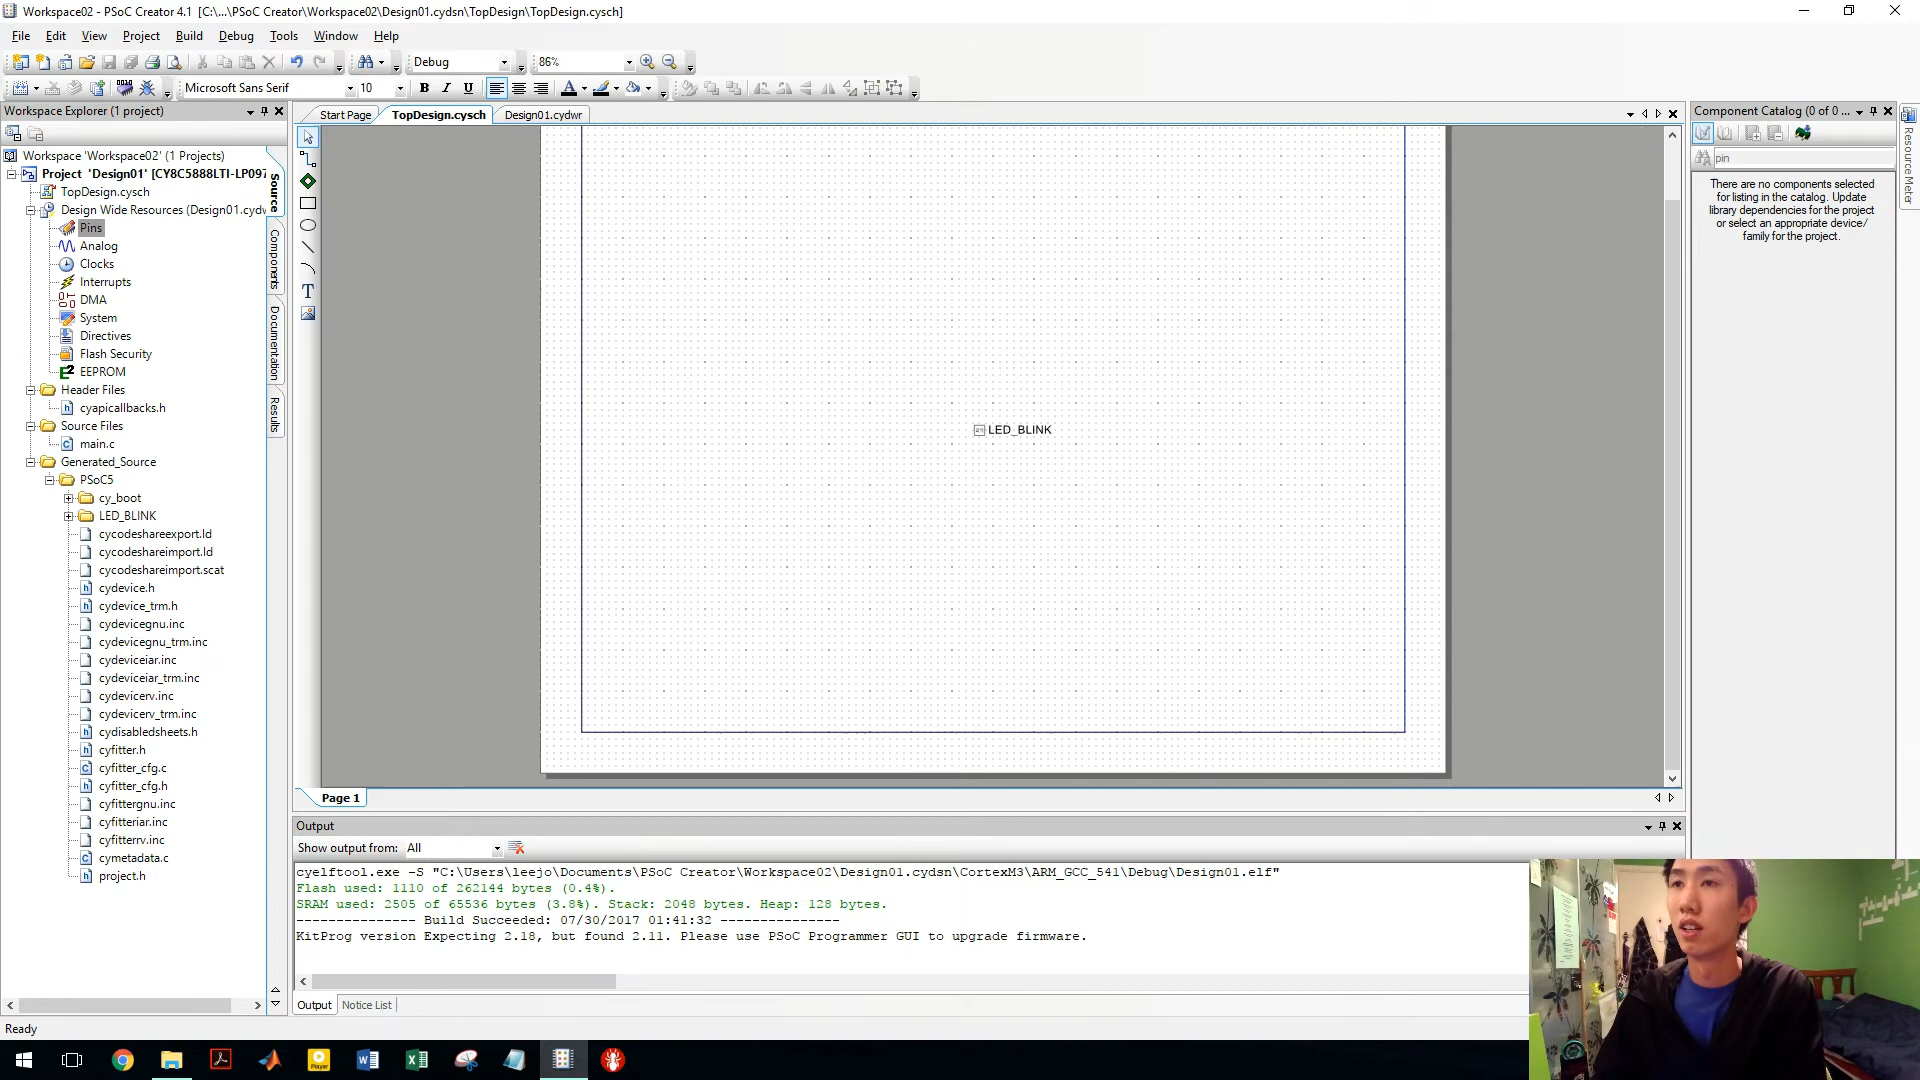 Workspace02 - PSoC Creator 4.1 [C:\...\PSoC Creator\Workspace02\Design01.cydsn\TopDesign\TopDesign.cysch]
File Edit View Project Build Debug Tools Window Help
Debug 86%
Microsoft Sans Serif 10 B I U A
Workspace Explorer (1 project)
Start Page TopDesign.cysch Design01.cydwr
Component Catalog (0 of 0 ...
Workspace 'Workspace02' (1 Projects)
Project 'Design01' [CY8C5888LTI-LP097
TopDesign.cysch
Design Wide Resources (Design01.cydw
Pins
Analog
Clocks
Interrupts
DMA
System
Directives
Flash Security
EEPROM
Header Files
cyapicallbacks.h
Source Files
main.c
Generated_Source
PSoC5
cy_boot
LED_BLINK
cycodeshareexport.ld
cycodeshareimport.ld
cycodeshareimport.scat
cydevice.h
cydevice_trm.h
cydevicegnu.inc
cydevicegnu_trm.inc
cydeviceiar.inc
cydeviceiar_trm.inc
cydevicerv.inc
cydevicerv_trm.inc
cydisabledsheets.h
cyfitter.h
cyfitter_cfg.c
cyfitter_cfg.h
cyfittergnu.inc
cyfitteriar.inc
cyfitterrv.inc
cymetadata.c
project.h
Source
Components
Documentation
Results
T
LED_BLINK
Page 1
pin
There are no components selected
for listing in the catalog. Update
library dependencies for the project
or select an appropriate device/
family for the project.
Resource Meter
Output
Show output from: All
cyelftool.exe -S "C:\Users\leejo\Documents\PSoC Creator\Workspace02\Design01.cydsn\CortexM3\ARM_GCC_541\Debug\Design01.elf"
Flash used: 1110 of 262144 bytes (0.4%).
SRAM used: 2505 of 65536 bytes (3.8%). Stack: 2048 bytes. Heap: 128 bytes.
--------------- Build Succeeded: 07/30/2017 01:41:32 ---------------
KitProg version Expecting 2.18, but found 2.11. Please use PSoC Programmer GUI to upgrade firmware.
Output Notice List
Ready